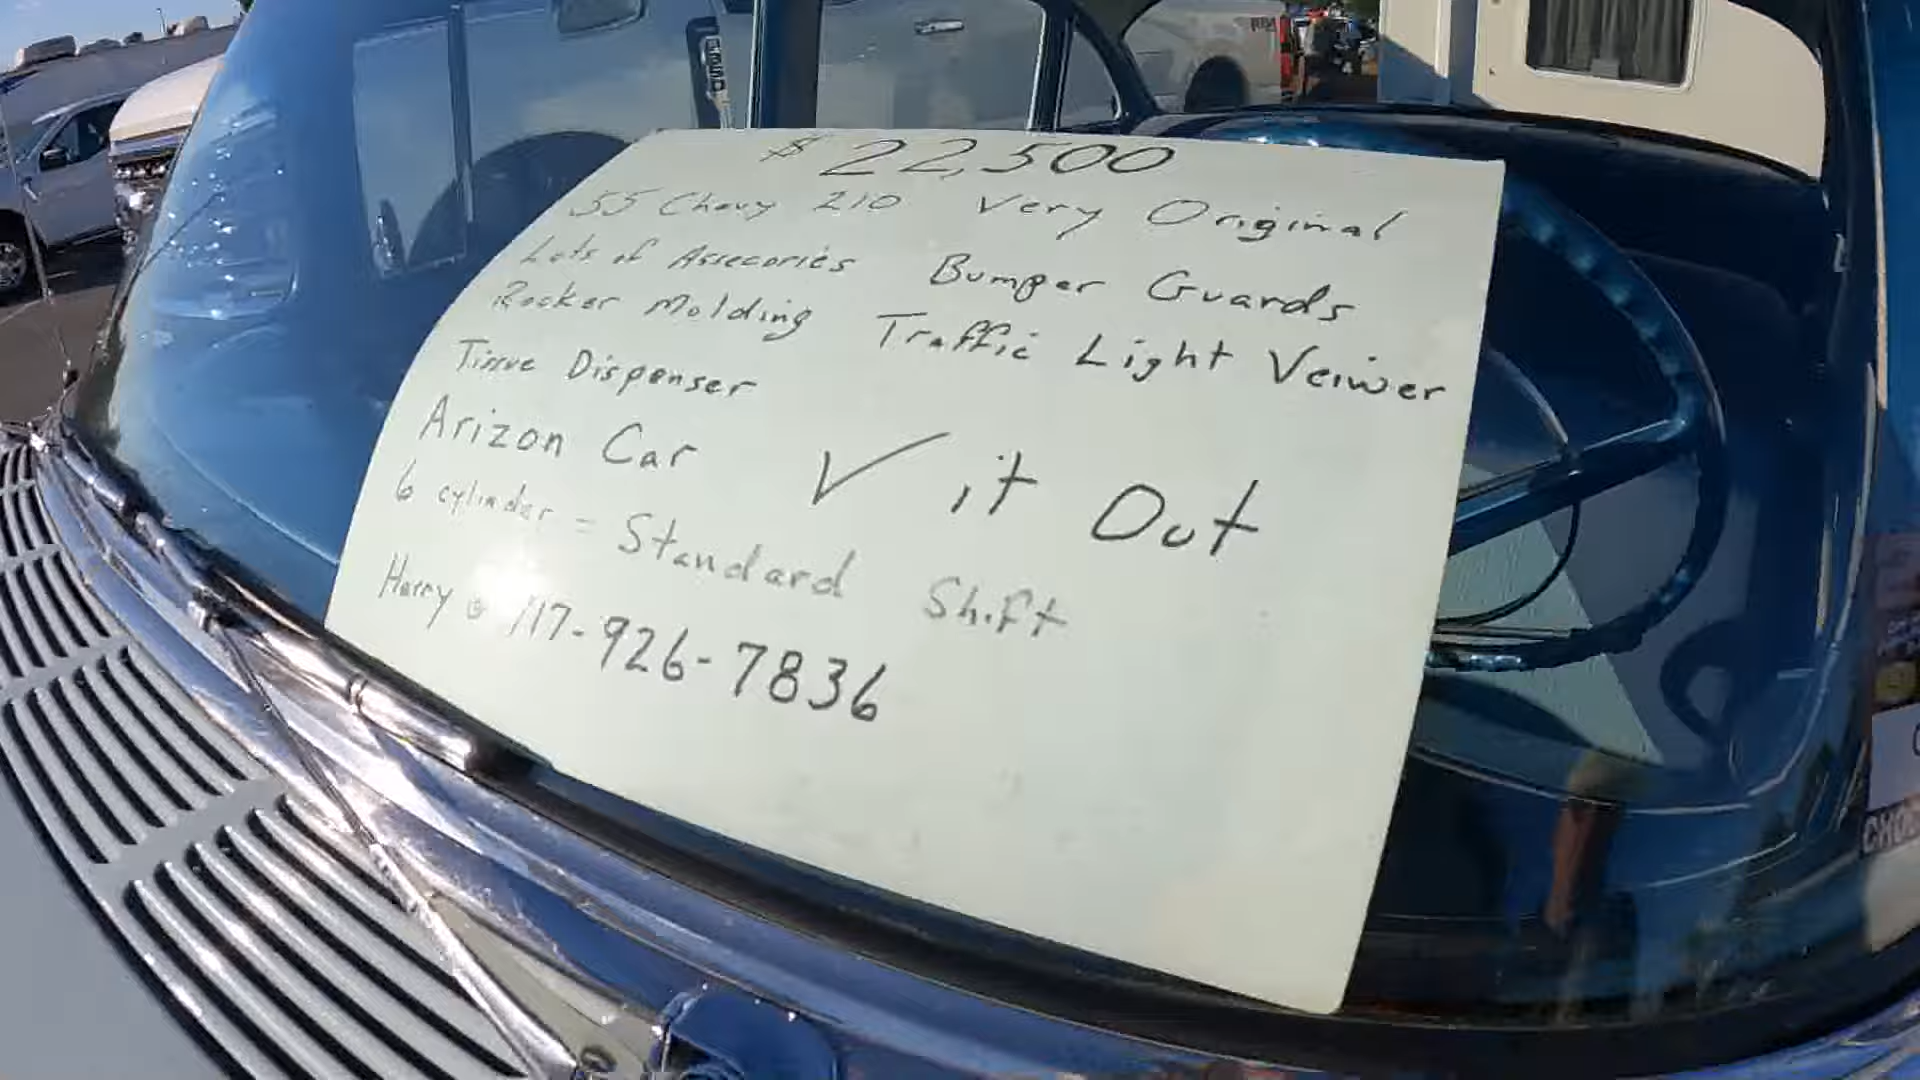 $ 22,500
55 Chevy 210 Very Original
Lots of Assecories Bumper Guards
Rocker Molding Traffic Light Veiwer
Tissue Dispenser
Arizon Car ✓ it Out
6 cylinder = Standard Shift
Harry @ 717-926-7836
F350